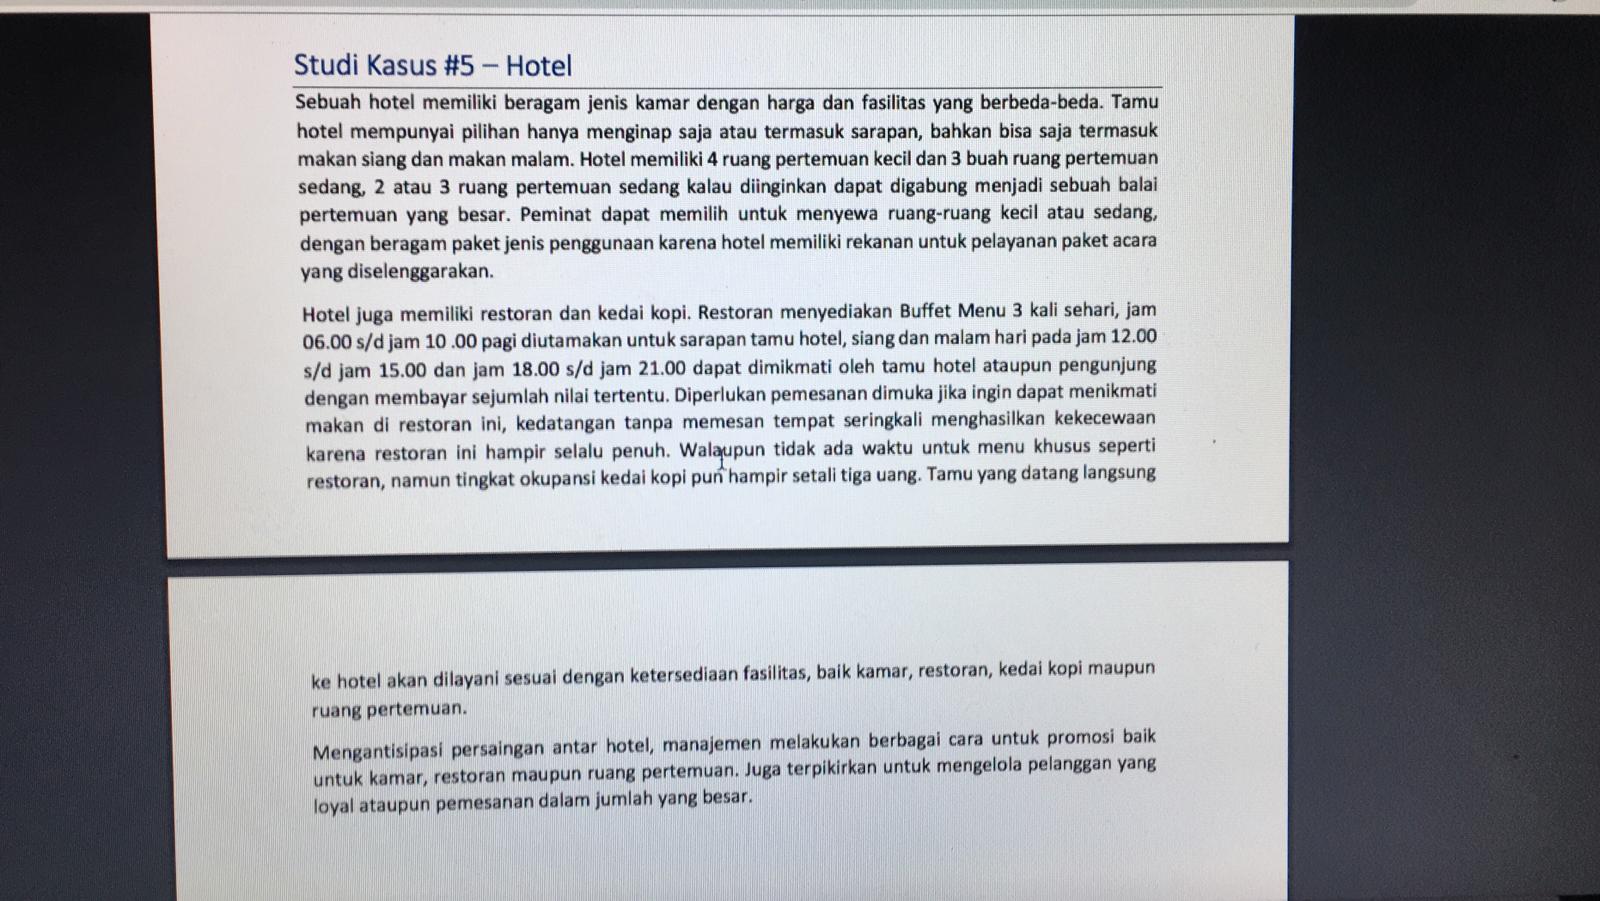 Studi Kasus #5 – Hotel
Sebuah hotel memiliki beragam jenis kamar dengan harga dan fasilitas yang berbeda-beda. Tamu
hotel mempunyai pilihan hanya menginap saja atau termasuk sarapan, bahkan bisa saja termasuk
makan siang dan makan malam. Hotel memiliki 4 ruang pertemuan kecil dan 3 buah ruang pertemuan
sedang, 2 atau 3 ruang pertemuan sedang kalau diinginkan dapat digabung menjadi sebuah balai
pertemuan yang besar. Peminat dapat memilih untuk menyewa ruang-ruang kecil atau sedang,
dengan beragam paket jenis penggunaan karena hotel memiliki rekanan untuk pelayanan paket acara
yang diselenggarakan.
Hotel juga memiliki restoran dan kedai kopi. Restoran menyediakan Buffet Menu 3 kali sehari, jam
06.00 s/d jam 10 .00 pagi diutamakan untuk sarapan tamu hotel, siang dan malam hari pada jam 12.00
s/d jam 15.00 dan jam 18.00 s/d jam 21.00 dapat dimikmati oleh tamu hotel ataupun pengunjung
dengan membayar sejumlah nilai tertentu. Diperlukan pemesanan dimuka jika ingin dapat menikmati
makan di restoran ini, kedatangan tanpa memesan tempat seringkali menghasilkan kekecewaan
karena restoran ini hampir selalu penuh. Walaupun tidak ada waktu untuk menu khusus seperti
restoran, namun tingkat okupansi kedai kopi pun hampir setali tiga uang. Tamu yang datang langsung
ke hotel akan dilayani sesuai dengan ketersediaan fasilitas, baik kamar, restoran, kedai kopi maupun
ruang pertemuan.
Mengantisipasi persaingan antar hotel, manajemen melakukan berbagai cara untuk promosi baik
untuk kamar, restoran maupun ruang pertemuan. Juga terpikirkan untuk mengelola pelanggan yang
loyal ataupun pemesanan dalam jumlah yang besar.